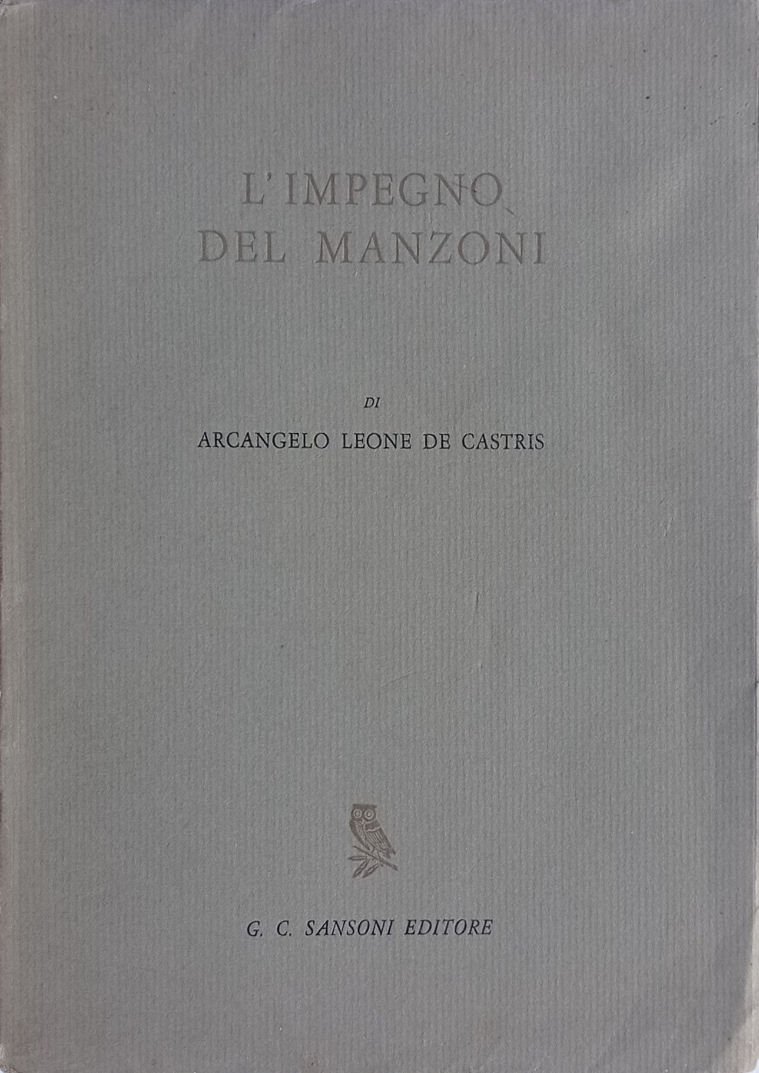 L'IMPEGNO
DEL MANZONI
DI
ARCANGELO LEONE DE CASTRIS
G. C. SANSONI EDITORE